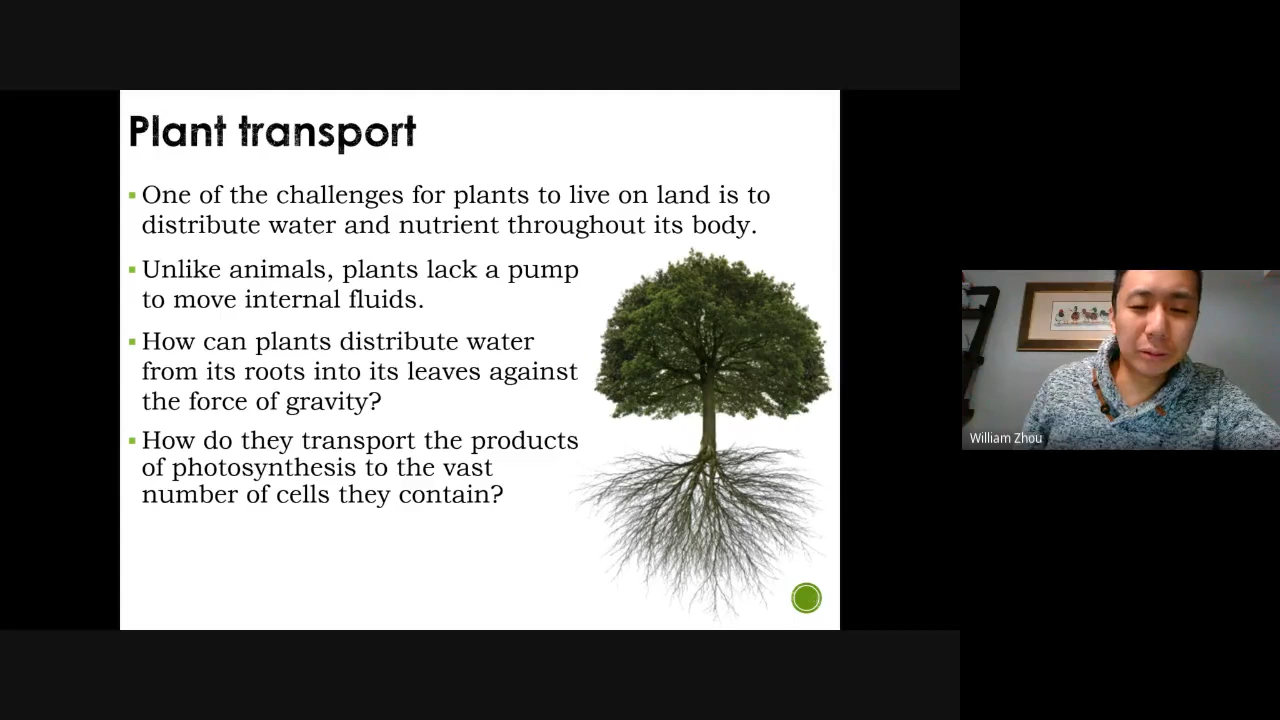 Plant transport
One of the challenges for plants to live on land is to
distribute water and nutrient throughout its body.
Unlike animals, plants lack a pump
to move internal fluids.
How can plants distribute water
from its roots into its leaves against
the force of gravity?
How do they transport the products
of photosynthesis to the vast
number of cells they contain?
William Zhou